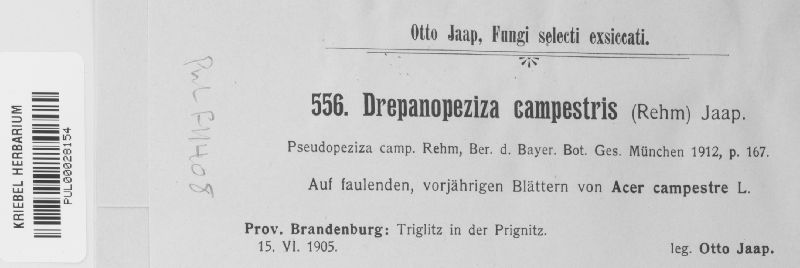 Otto Jaap, Fungi selecti exsiccati.
556. Drepanopeziza campestris (Rehm) Jaap.
Pseudopeziza camp. Rehm, Ber. d. Bayer. Bot. Ges. München 1912, p. 167.
Auf faulenden, vorjährigen Blättern von Acer campestre L.
Prov. Brandenburg: Triglitz in der Prignitz.
15. VI. 1905.
leg. Otto Jaap.
PUL F11408
KRIEBEL HERBARIUM
PUL00028154